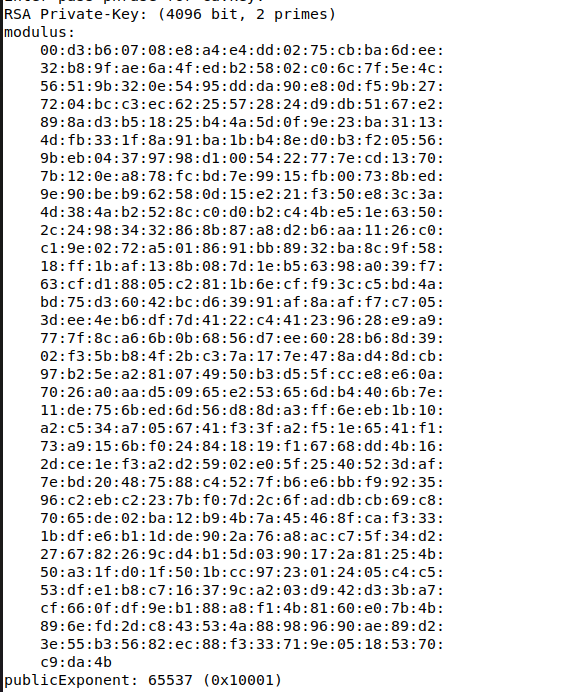 RSA Private-Key: (4096 bit, 2 primes)
modulus:
00:d3:b6:07:08:e8:a4:e4:dd:02:75:cb:ba:6d:ee:
32:b8:9f:ae:6a:4f:ed:b2:58:02:c0:6c:7f:5e:4c:
56:51:9b:32:0e:54:95:dd:da:90:e8:0d:f5:9b:27:
72:04:bc:c3:ec:62:25:57:28:24:d9:db:51:67:e2:
89:8a:d3:b5:18:25:b4:4a:5d:0f:9e:23:ba:31:13:
4d:fb:33:1f:8a:91:ba:1b:b4:8e:d0:b3:f2:05:56:
9b:eb:04:37:97:98:d1:00:54:22:77:7e:cd:13:70:
7b:12:0e:a8:78:fc:bd:7e:99:15:fb:00:73:8b:ed:
9e:90:be:b9:62:58:0d:15:e2:21:f3:50:e8:3c:3a:
4d:38:4a:b2:52:8c:c0:d0:b2:c4:4b:e5:1e:63:50:
2c:24:98:34:32:86:8b:87:a8:d2:b6:aa:11:26:c0:
c1:9e:02:72:a5:01:86:91:bb:89:32:ba:8c:9f:58:
18:ff:1b:af:13:8b:08:7d:1e:b5:63:98:a0:39:f7:
63:cf:d1:88:05:c2:81:1b:6e:cf:f9:3c:c5:bd:4a:
bd:75:d3:60:42:bc:d6:39:91:af:8a:af:f7:c7:05:
3d:ee:4e:b6:df:7d:41:22:c4:41:23:96:28:e9:a9:
77:7f:8c:a6:6b:0b:68:56:d7:ee:60:28:b6:8d:39:
02:f3:5b:b8:4f:2b:c3:7a:17:7e:47:8a:d4:8d:cb:
97:b2:5e:a2:81:07:49:50:b3:d5:5f:cc:e8:e6:0a:
70:26:a0:aa:d5:09:65:e2:53:65:6d:b4:40:6b:7e:
11:de:75:6b:ed:6d:56:d8:8d:a3:ff:6e:eb:1b:10:
a2:c5:34:a7:05:67:41:f3:3f:a2:f5:1e:65:41:f1:
73:a9:15:6b:f0:24:84:18:19:f1:67:68:dd:4b:16:
2d:ce:1e:f3:a2:d2:59:02:e0:5f:25:40:52:3d:af:
7e:bd:20:48:75:88:c4:52:7f:b6:e6:bb:f9:92:35:
96:c2:eb:c2:23:7b:f0:7d:2c:6f:ad:db:cb:69:c8:
70:65:de:02:ba:12:b9:4b:7a:45:46:8f:ca:f3:33:
1b:df:e6:b1:1d:de:90:2a:76:a8:ac:c7:5f:34:d2:
27:67:82:26:9c:d4:b1:5d:03:90:17:2a:81:25:4b:
50:a3:1f:d0:1f:50:1b:cc:97:23:01:24:05:c4:c5:
53:df:e1:b8:c7:16:37:9c:a2:03:d9:42:d3:3b:a7:
cf:66:0f:df:9e:b1:88:a8:f1:4b:81:60:e0:7b:4b:
89:6e:fd:2d:c8:43:53:4a:88:98:96:90:ae:89:d2:
3e:55:b3:56:82:ec:88:f3:33:71:9e:05:18:53:70:
c9:da:4b
publicExponent: 65537 (0x10001)